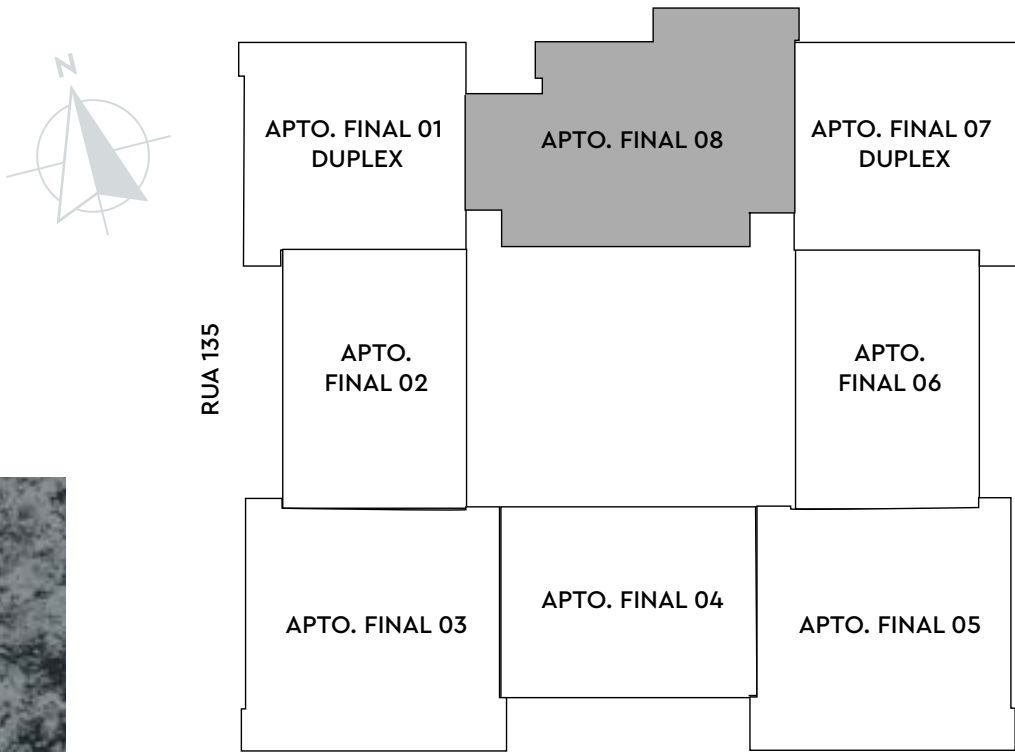 N
APTO. FINAL 01
DUPLEX
APTO. FINAL 08
APTO. FINAL 07
DUPLEX
RUA 135
APTO.
FINAL 02
APTO.
FINAL 06
APTO. FINAL 03
APTO. FINAL 04
APTO. FINAL 05